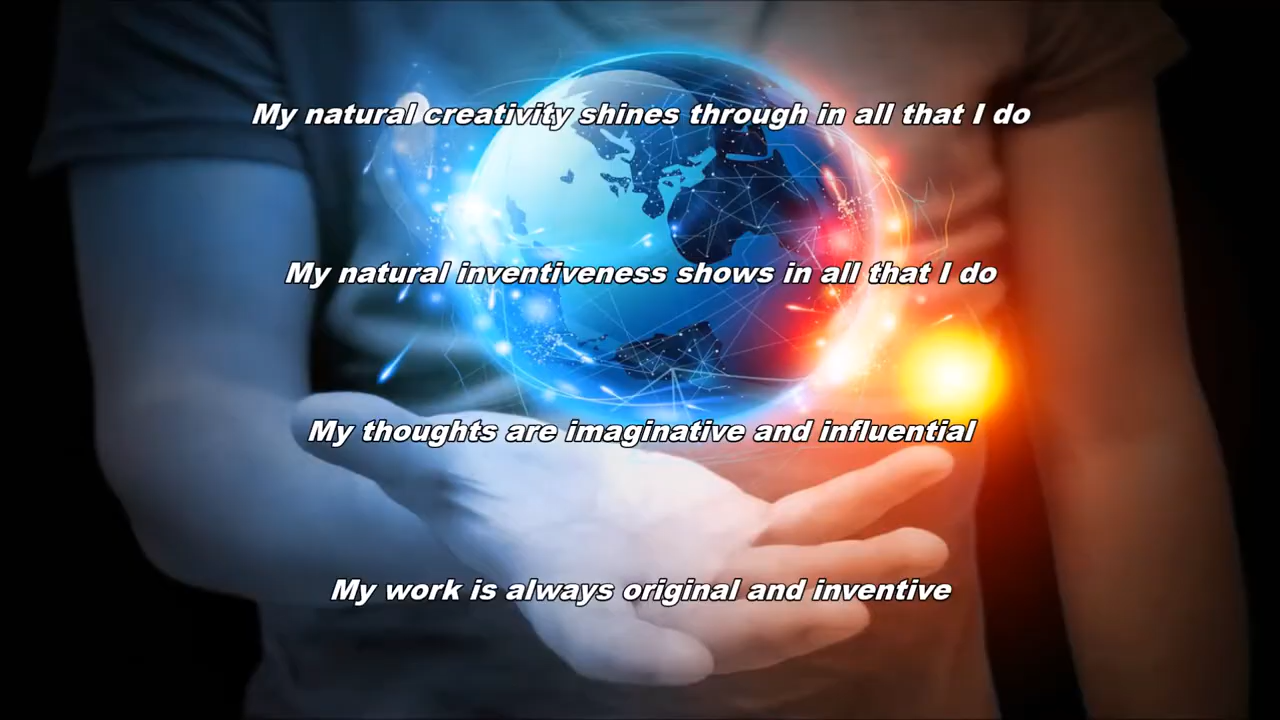 My natural creativity shines through in all that I do
My natural inventiveness shows in all that I do
My thoughts are imaginative and influential
My work is always original and inventive